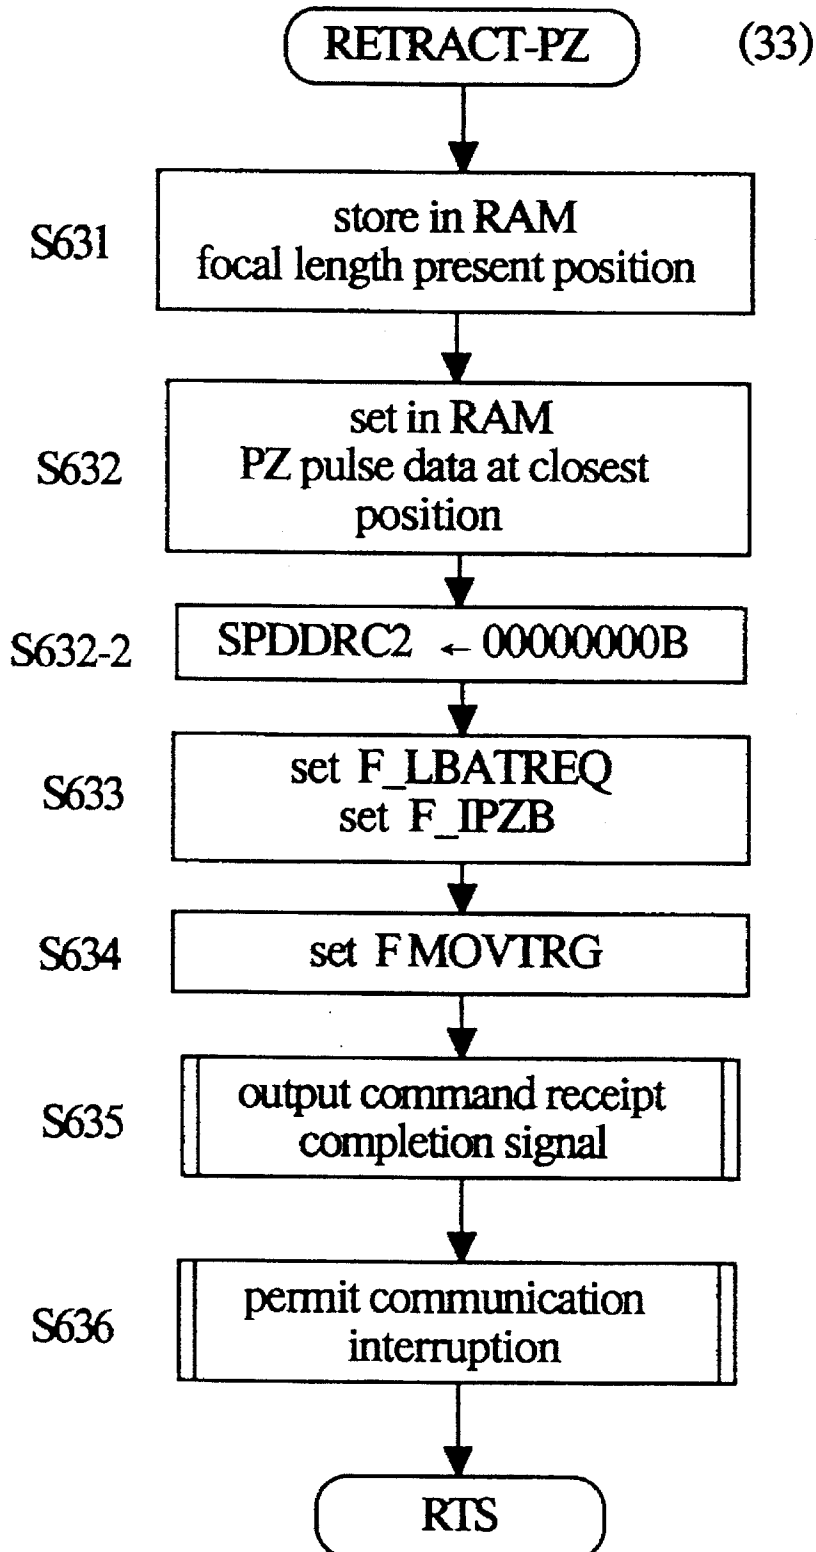 RETRACT-PZ (33)
S631
store in RAM
focal length present position
S632
set in RAM
PZ pulse data at closest
position
S632-2
SPDDRC2 ← 00000000B
S633
set F_LBATREQ
set F_IPZB
S634
set F MOVTRG
S635
output command receipt
completion signal
S636
permit communication
interruption
RTS